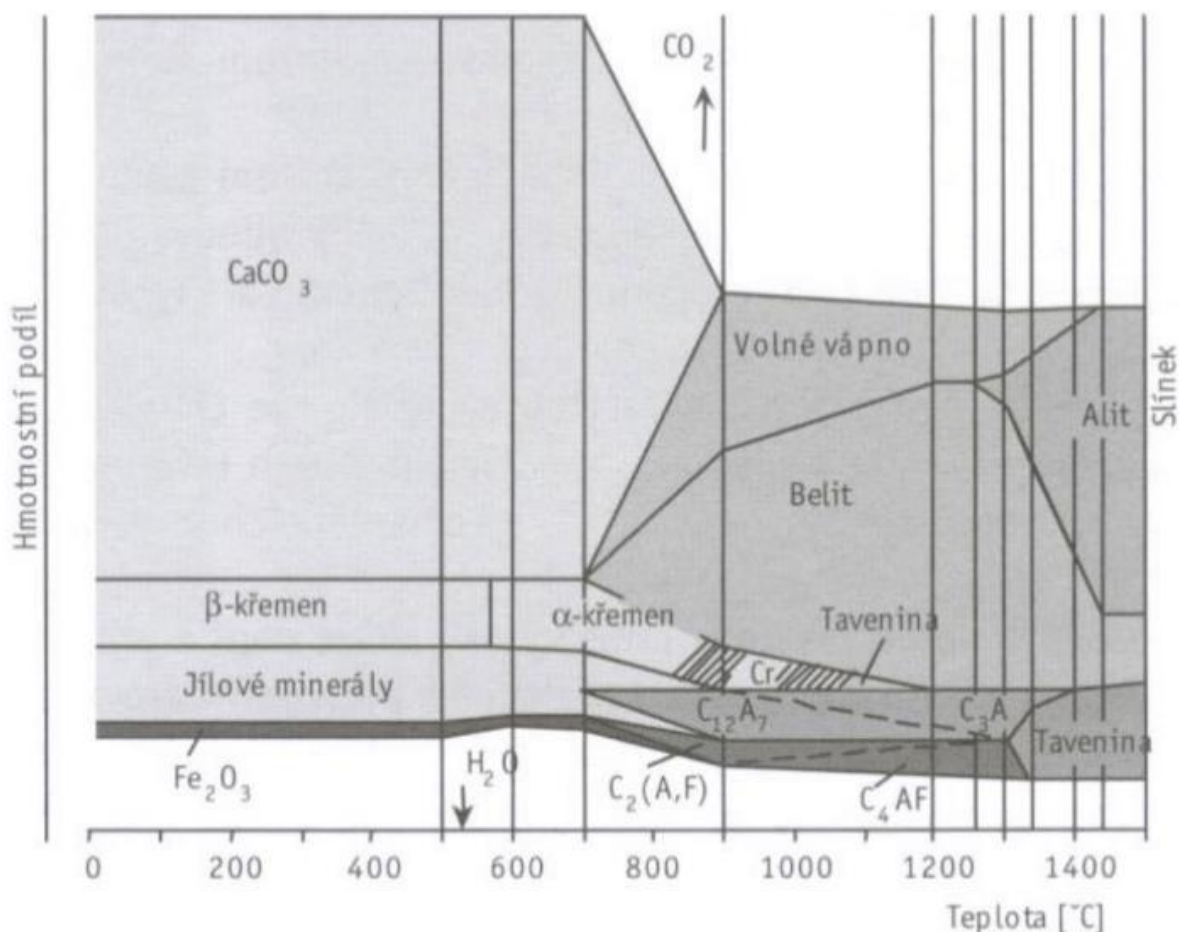 CO2
CaCO3
Volné vápno
Alit
Slínek
Hmotnostní podíl
Belit
β-křemen
α-křemen
Tavenina
Jílové minerály
Cr
C12A7
C3A
Tavenina
Fe2O3
H2O
C2(A,F)
C4AF
0 200 400 600 800 1000 1200 1400
Teplota [˘C]